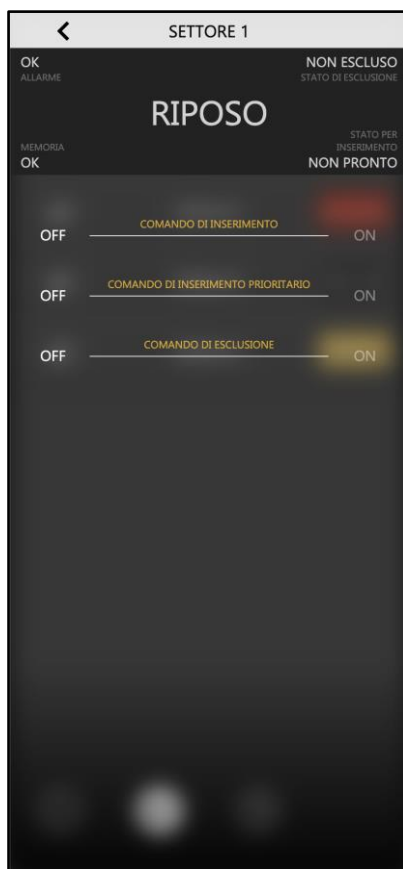 SETTORE 1
OK
ALLARME
NON ESCLUSO
STATO DI ESCLUSIONE
RIPOSO
MEMORIA
OK
STATO PER
INSERIMENTO
NON PRONTO
COMANDO DI INSERIMENTO
OFF
ON
COMANDO DI INSERIMENTO PRIORITARIO
OFF
ON
COMANDO DI ESCLUSIONE
OFF
ON